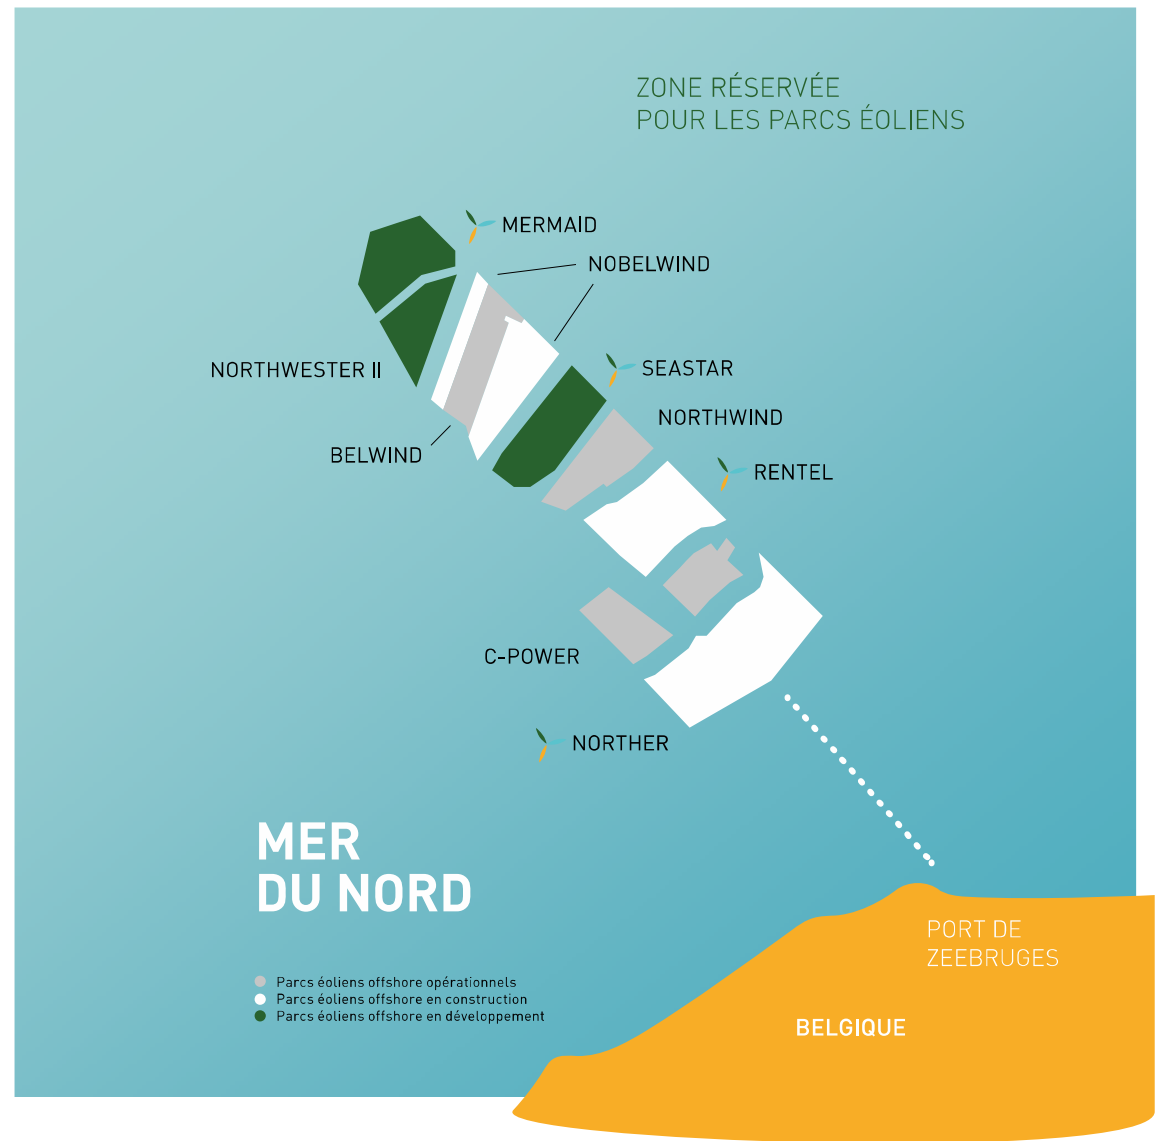 ZONE RÉSERVÉE
POUR LES PARCS ÉOLIENS
MERMAID
NOBELWIND
NORTHWESTER II
SEASTAR
NORTHWIND
BELWIND
RENTEL
C-POWER
NORTHER
MER
DU NORD
PORT DE
ZEEBRUGES
Parcs éoliens offshore opérationnels
Parcs éoliens offshore en construction
Parcs éoliens offshore en développement
BELGIQUE